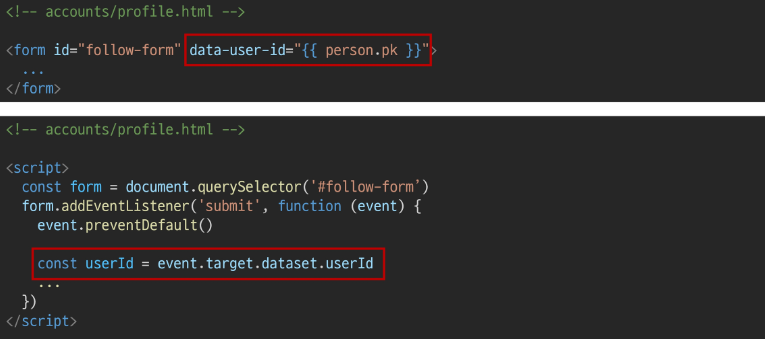 <!-- accounts/profile.html -->
<form id="follow-form" data-user-id="{{ person.pk }}">
...
</form>
<!-- accounts/profile.html -->
<script>
const form = document.querySelector('#follow-form’)
form.addEventListener('submit', function (event) {
event.preventDefault()
const userId = event.target.dataset.userId
...
})
</script>